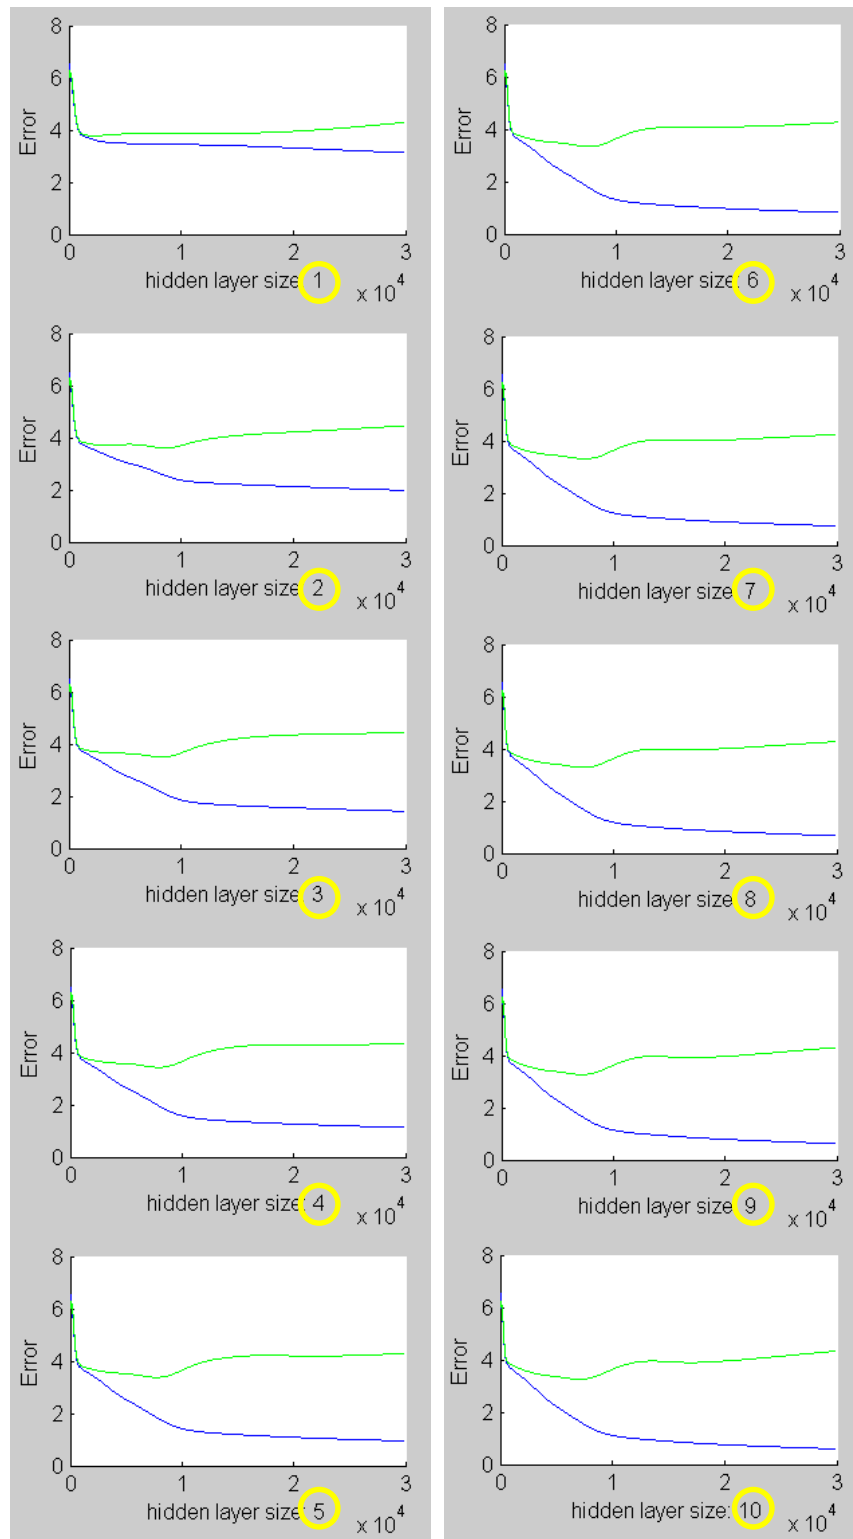 8
6
4
2
0
Error
0 1 2 3
hidden layer size: 1
x 10^4
8
6
4
2
0
Error
0 1 2 3
hidden layer size: 2
x 10^4
8
6
4
2
0
Error
0 1 2 3
hidden layer size: 3
x 10^4
8
6
4
2
0
Error
0 1 2 3
hidden layer size: 4
x 10^4
8
6
4
2
0
Error
0 1 2 3
hidden layer size: 5
x 10^4
8
6
4
2
0
Error
0 1 2 3
hidden layer size: 6
x 10^4
8
6
4
2
0
Error
0 1 2 3
hidden layer size: 7
x 10^4
8
6
4
2
0
Error
0 1 2 3
hidden layer size: 8
x 10^4
8
6
4
2
0
Error
0 1 2 3
hidden layer size: 9
x 10^4
8
6
4
2
0
Error
0 1 2 3
hidden layer size: 10
x 10^4